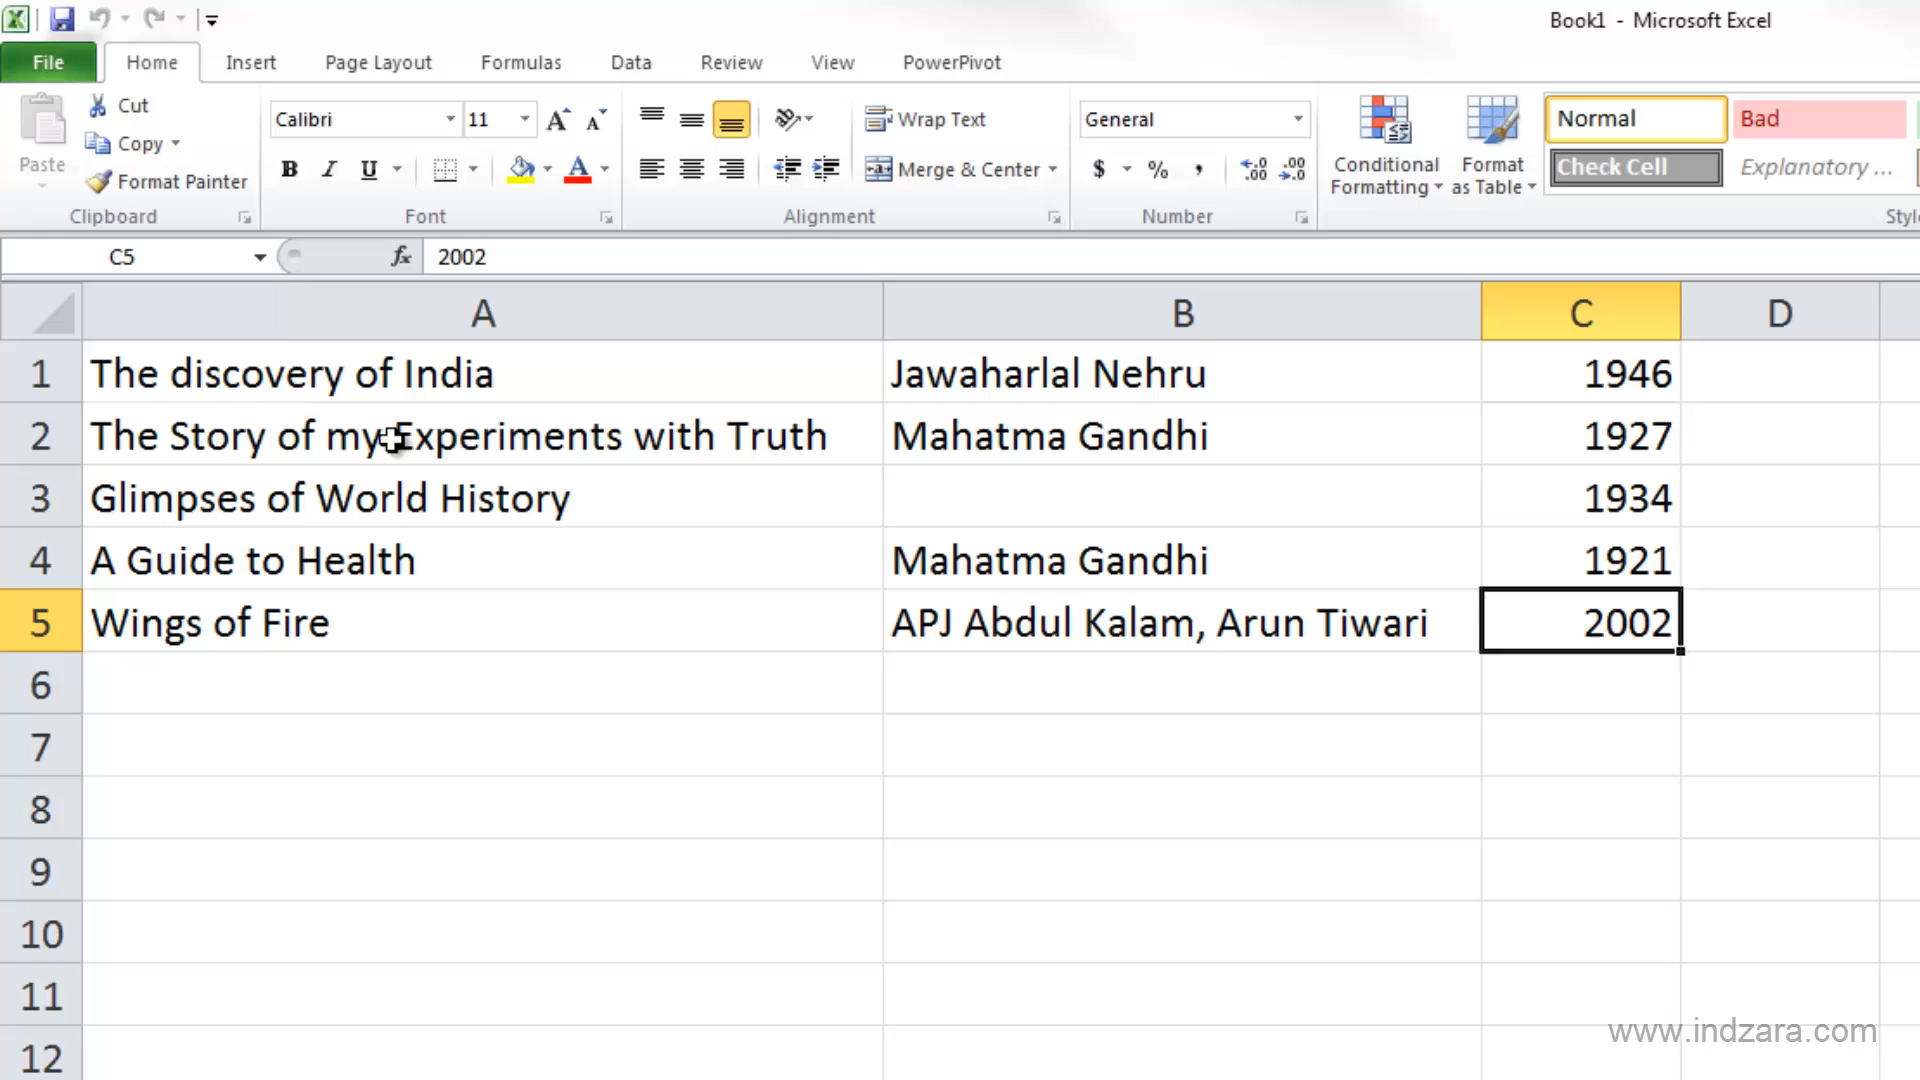 Book1 - Microsoft Excel
File Home Insert Page Layout Formulas Data Review View PowerPivot
Paste
Cut
Copy
Format Painter
Clipboard
Calibri 11
B I U A
Font
Wrap Text
Merge & Center
Alignment
General
$ % ,
Number
Conditional Formatting
Format as Table
Normal Bad
Check Cell Explanatory ...
Styl
C5 fx 2002
A B C D
1 The discovery of India Jawaharlal Nehru 1946
2 The Story of my Experiments with Truth Mahatma Gandhi 1927
3 Glimpses of World History 1934
4 A Guide to Health Mahatma Gandhi 1921
5 Wings of Fire APJ Abdul Kalam, Arun Tiwari 2002
6
7
8
9
10
11
12
www.indzara.com